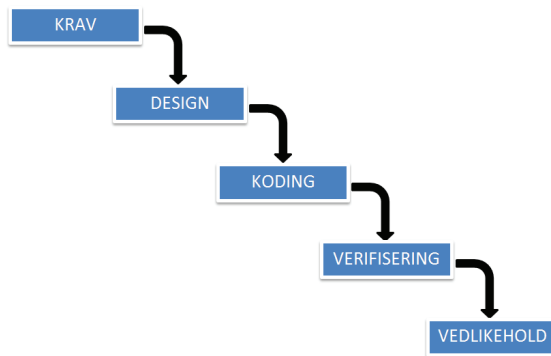 KRAV
DESIGN
KODING
VERIFISERING
VEDLIKEHOLD